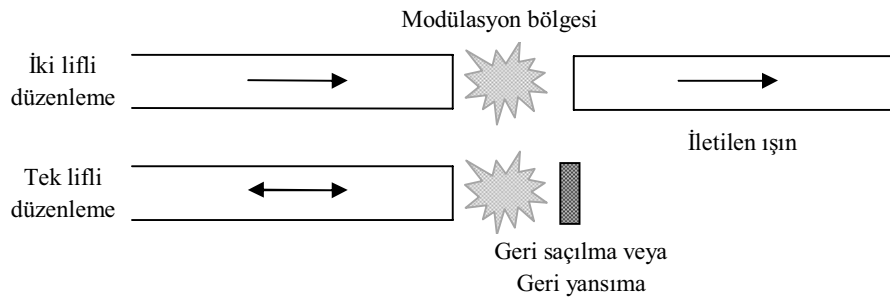 Modülasyon bölgesi
İki lifli
düzenleme
İletilen ışın
Tek lifli
düzenleme
Geri saçılma veya
Geri yansıma